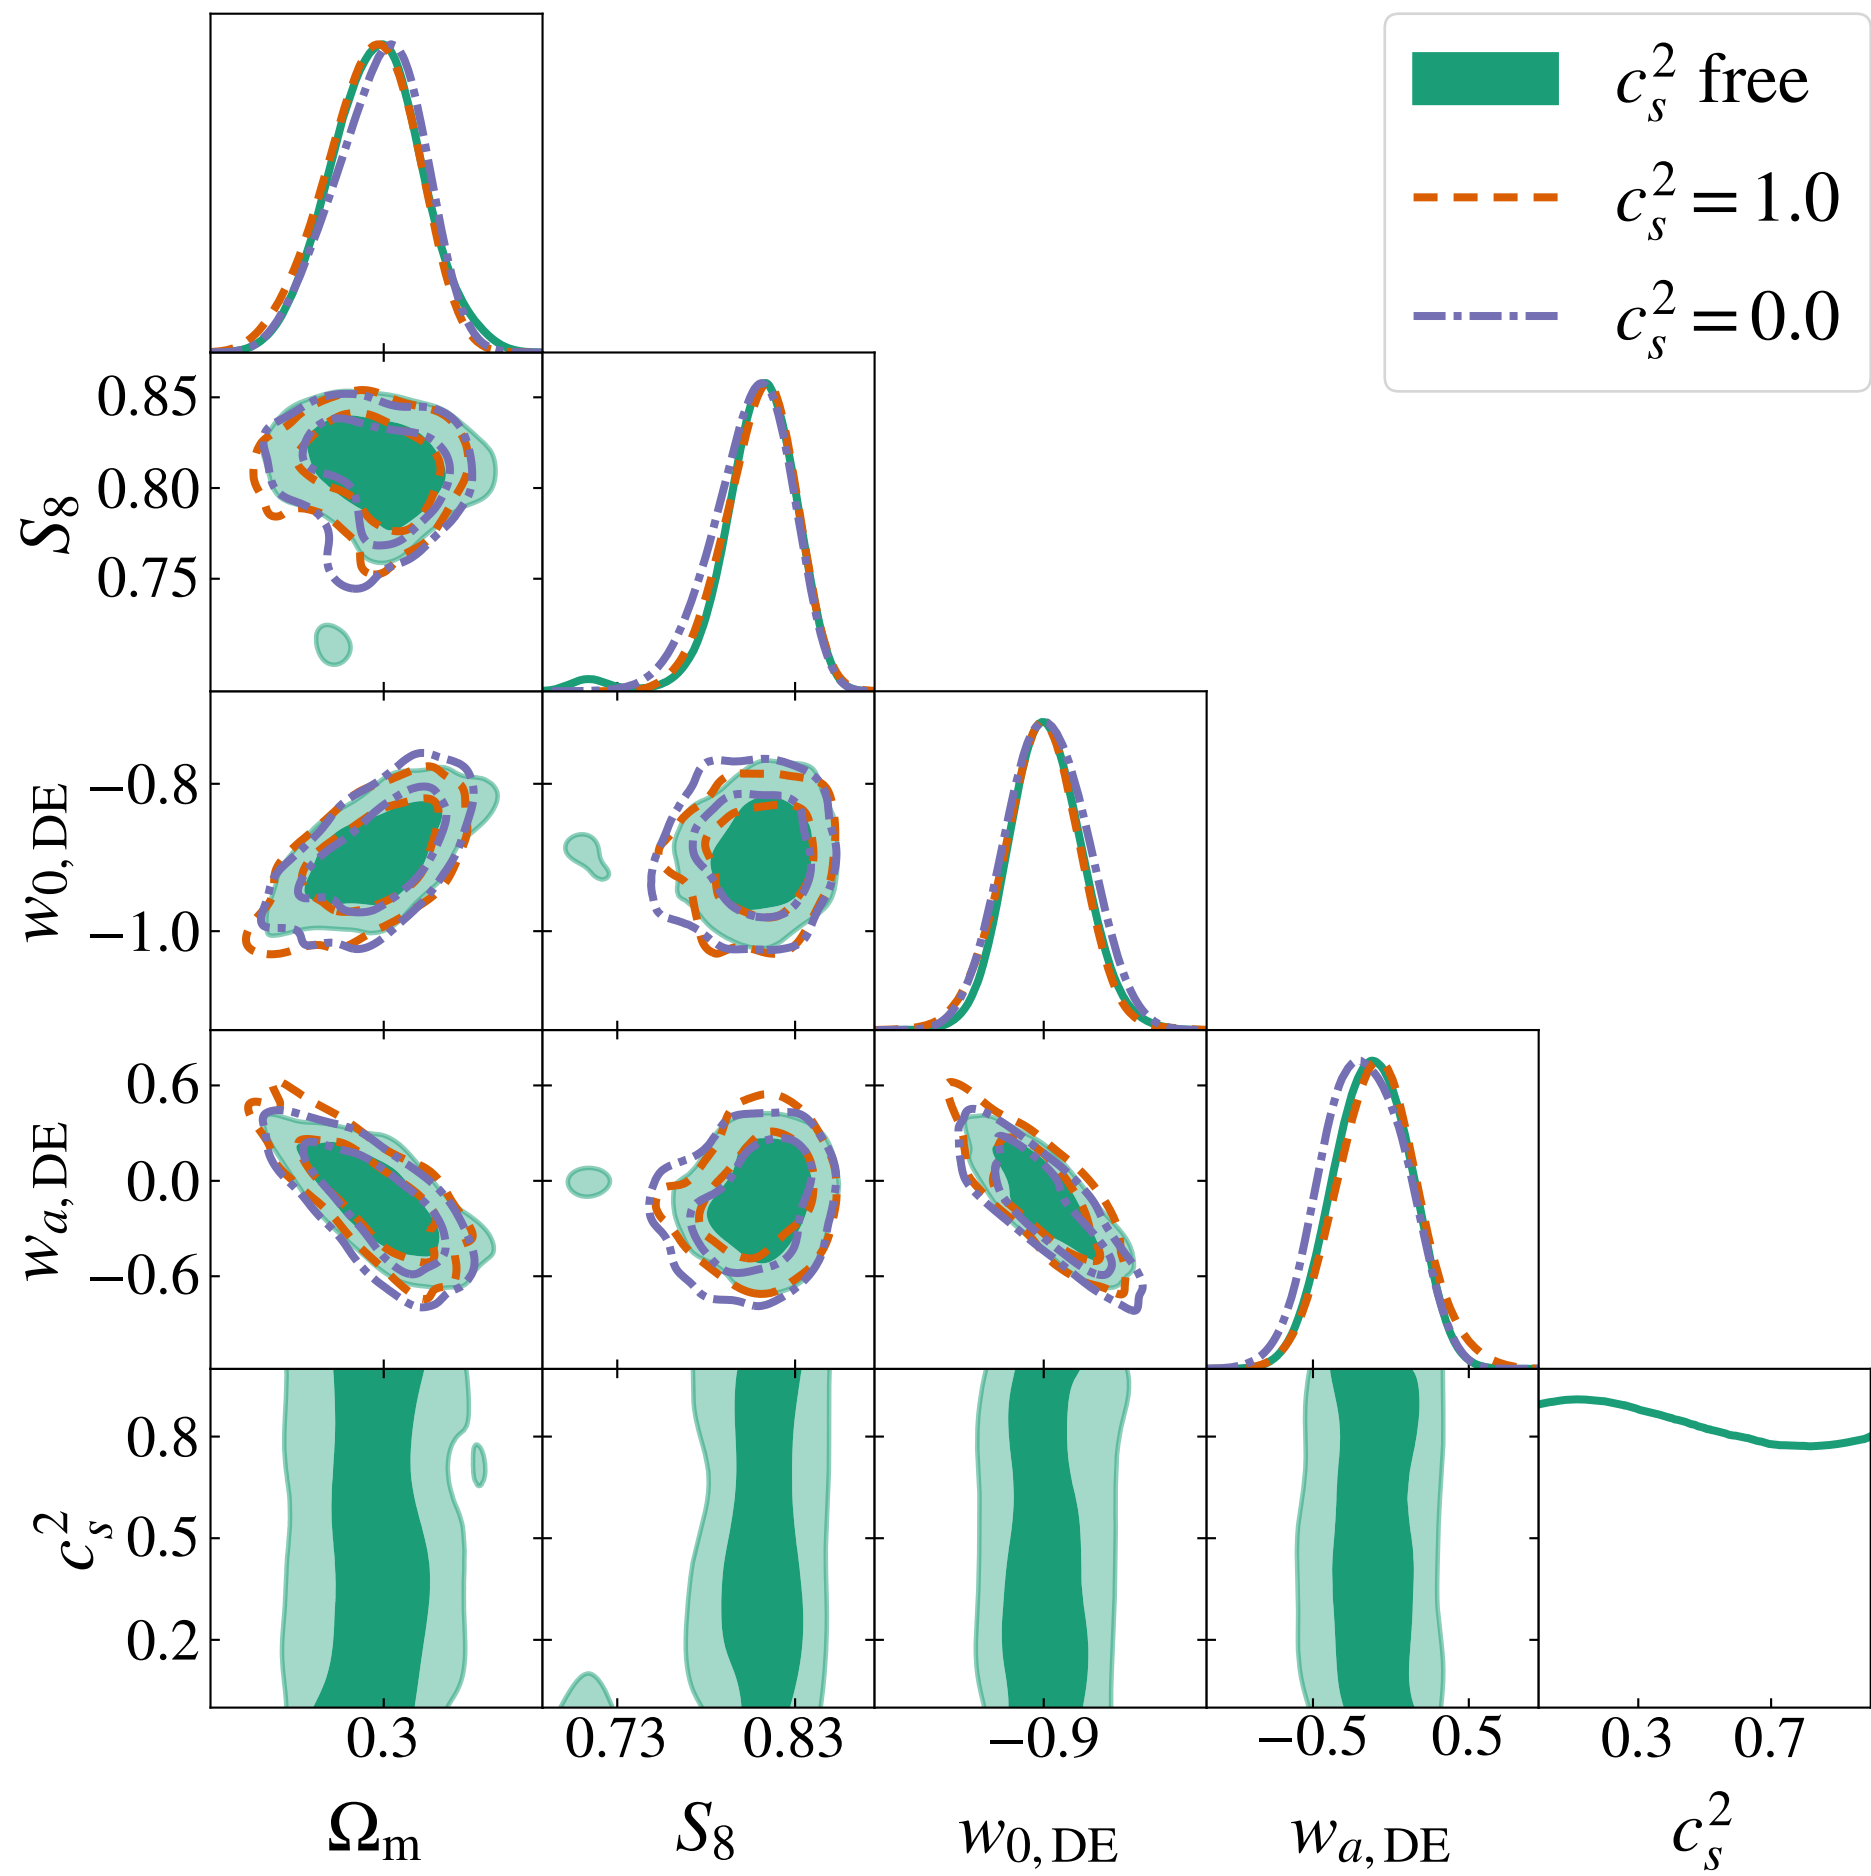 c_s^2 free
c_s^2 = 1.0
c_s^2 = 0.0
0.85
0.80
0.75
S_8
−0.8
−1.0
w_{0, DE}
0.6
0.0
−0.6
w_{a, DE}
0.8
0.5
0.2
c_s^2
0.3 0.73 0.83 −0.9 −0.5 0.5 0.3 0.7
Ω_m S_8 w_{0, DE} w_{a, DE} c_s^2